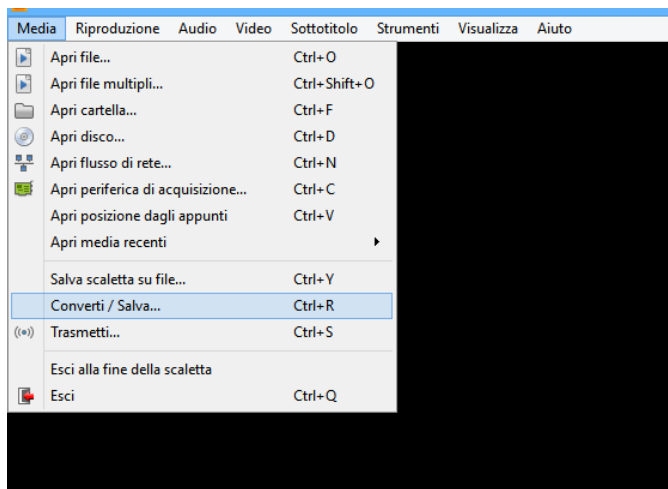 Media Riproduzione Audio Video Sottotitolo Strumenti Visualizza Aiuto
Apri file... Ctrl+O
Apri file multipli... Ctrl+Shift+O
Apri cartella... Ctrl+F
Apri disco... Ctrl+D
Apri flusso di rete... Ctrl+N
Apri periferica di acquisizione... Ctrl+C
Apri posizione dagli appunti Ctrl+V
Apri media recenti
Salva scaletta su file... Ctrl+Y
Converti / Salva... Ctrl+R
Trasmetti... Ctrl+S
Esci alla fine della scaletta
Esci Ctrl+Q